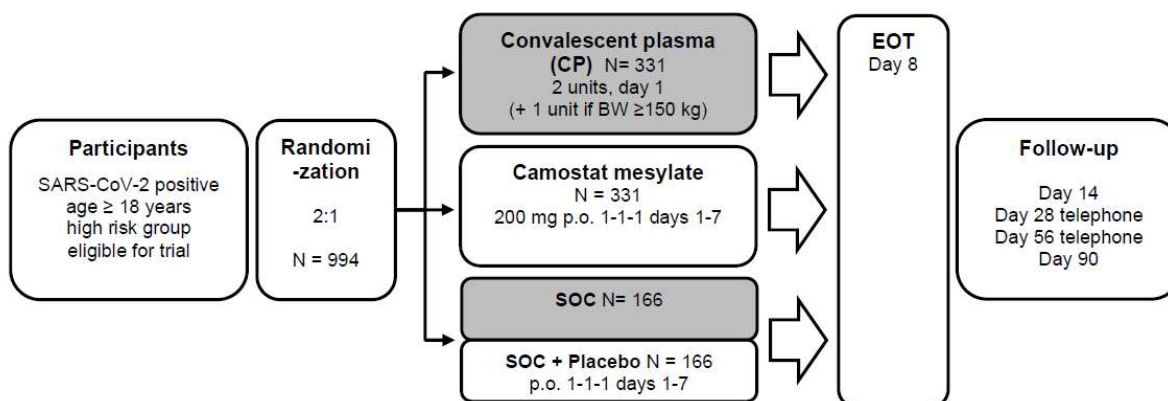 Participants
SARS-CoV-2 positive
age ≥ 18 years
high risk group
eligible for trial
Randomi
-zation
2:1
N = 994
Convalescent plasma
(CP) N= 331
2 units, day 1
(+ 1 unit if BW ≥150 kg)
Camostat mesylate
N = 331
200 mg p.o. 1-1-1 days 1-7
SOC N= 166
SOC + Placebo N = 166
p.o. 1-1-1 days 1-7
EOT
Day 8
Follow-up
Day 14
Day 28 telephone
Day 56 telephone
Day 90